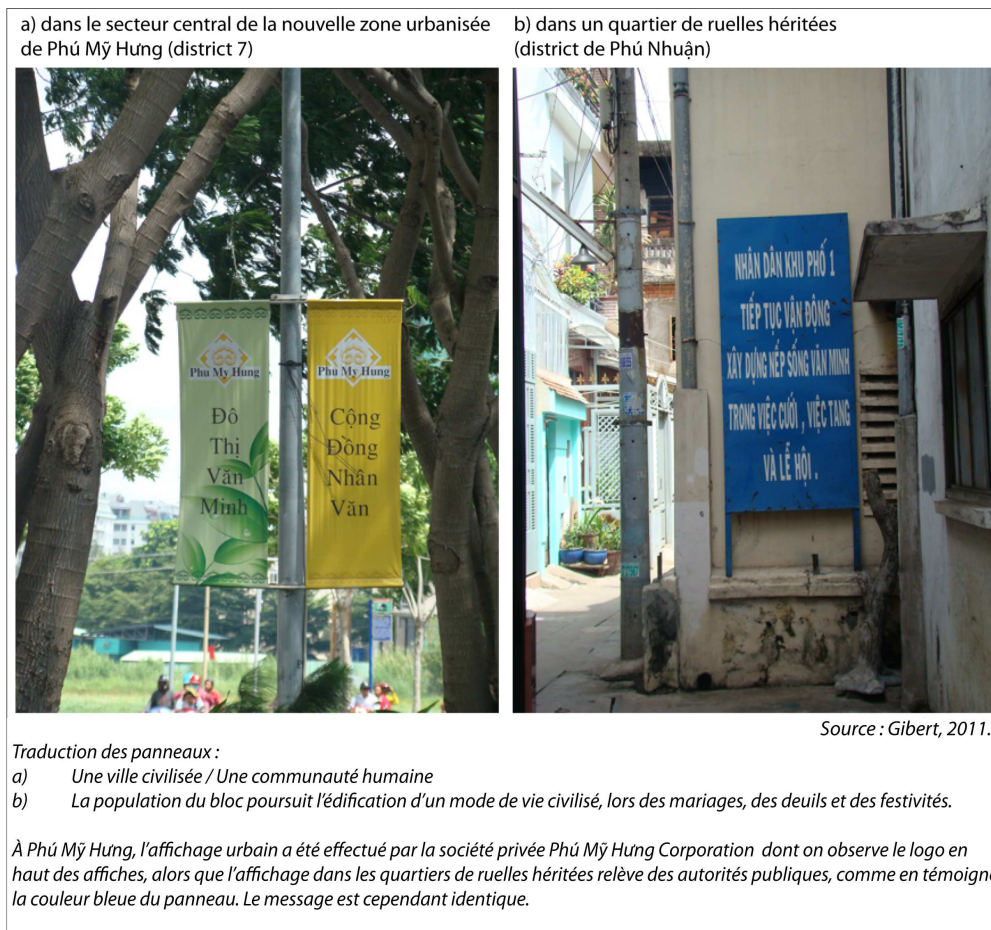 a) dans le secteur central de la nouvelle zone urbanisée
de Phú Mỹ Hưng (district 7)
b) dans un quartier de ruelles héritées
(district de Phú Nhuận)
Phu My Hung
Đô
Thị
Văn
Minh
Phu My Hung
Cộng
Đồng
Nhân
Văn
NHÂN DÂN KHU PHỐ 1
TIẾP TỤC VẬN ĐỘNG
XÂY DỰNG NẾP SỐNG VĂN MINH
TRONG VIỆC CƯỚI , VIỆC TANG
VÀ LỄ HỘI .
Source : Gibert, 2011.
Traduction des panneaux :
a) Une ville civilisée / Une communauté humaine
b) La population du bloc poursuit l’édification d’un mode de vie civilisé, lors des mariages, des deuils et des festivités.
À Phú Mỹ Hưng, l’affichage urbain a été effectué par la société privée Phú Mỹ Hưng Corporation dont on observe le logo en
haut des affiches, alors que l’affichage dans les quartiers de ruelles héritées relève des autorités publiques, comme en témoigne
la couleur bleue du panneau. Le message est cependant identique.